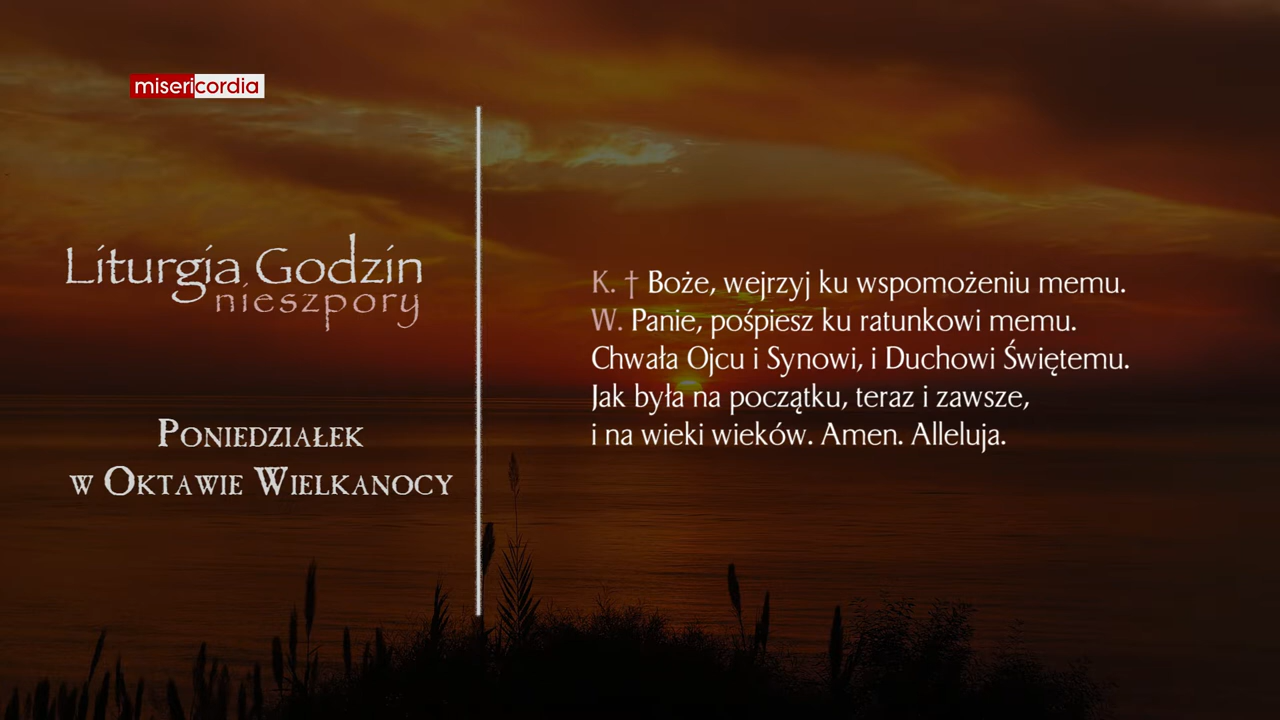 misericordia
Liturgia Godzin
nieszpory
Poniedziałek
w Oktawie Wielkanocy
K. † Boże, wejrzyj ku wspomożeniu memu.
W. Panie, pośpiesz ku ratunkowi memu.
Chwała Ojcu i Synowi, i Duchowi Świętemu.
Jak była na początku, teraz i zawsze,
i na wieki wieków. Amen. Alleluja.